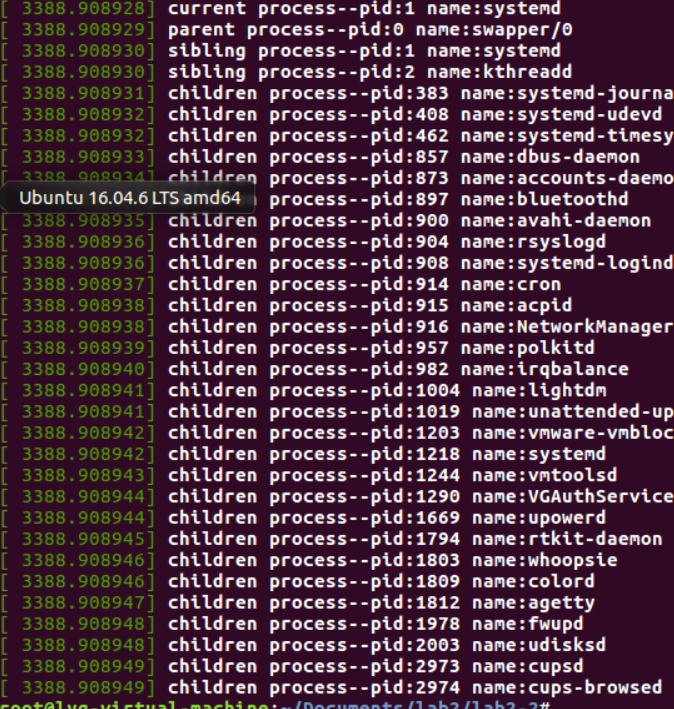 [ 3388.908928] current process--pid:1 name:systemd
[ 3388.908929] parent process--pid:0 name:swapper/0
[ 3388.908930] sibling process--pid:1 name:systemd
[ 3388.908930] sibling process--pid:2 name:kthreadd
[ 3388.908931] children process--pid:383 name:systemd-journa
[ 3388.908932] children process--pid:408 name:systemd-udevd
[ 3388.908932] children process--pid:462 name:systemd-timesy
[ 3388.908933] children process--pid:857 name:dbus-daemon
[ 3388.908934] children process--pid:873 name:accounts-daemo
Ubuntu 16.04.6 LTS amd64 process--pid:897 name:bluetoothd
[ 3388.908935] children process--pid:900 name:avahi-daemon
[ 3388.908936] children process--pid:904 name:rsyslogd
[ 3388.908936] children process--pid:908 name:systemd-logind
[ 3388.908937] children process--pid:914 name:cron
[ 3388.908938] children process--pid:915 name:acpid
[ 3388.908938] children process--pid:916 name:NetworkManager
[ 3388.908939] children process--pid:957 name:polkitd
[ 3388.908940] children process--pid:982 name:irqbalance
[ 3388.908941] children process--pid:1004 name:lightdm
[ 3388.908941] children process--pid:1019 name:unattended-up
[ 3388.908942] children process--pid:1203 name:vmware-vmbloc
[ 3388.908942] children process--pid:1218 name:systemd
[ 3388.908943] children process--pid:1244 name:vmtoolsd
[ 3388.908944] children process--pid:1290 name:VGAuthService
[ 3388.908944] children process--pid:1669 name:upowerd
[ 3388.908945] children process--pid:1794 name:rtkit-daemon
[ 3388.908946] children process--pid:1803 name:whoopsie
[ 3388.908946] children process--pid:1809 name:colord
[ 3388.908947] children process--pid:1812 name:agetty
[ 3388.908948] children process--pid:1978 name:fwupd
[ 3388.908948] children process--pid:2003 name:udisksd
[ 3388.908949] children process--pid:2973 name:cupsd
[ 3388.908949] children process--pid:2974 name:cups-browsed